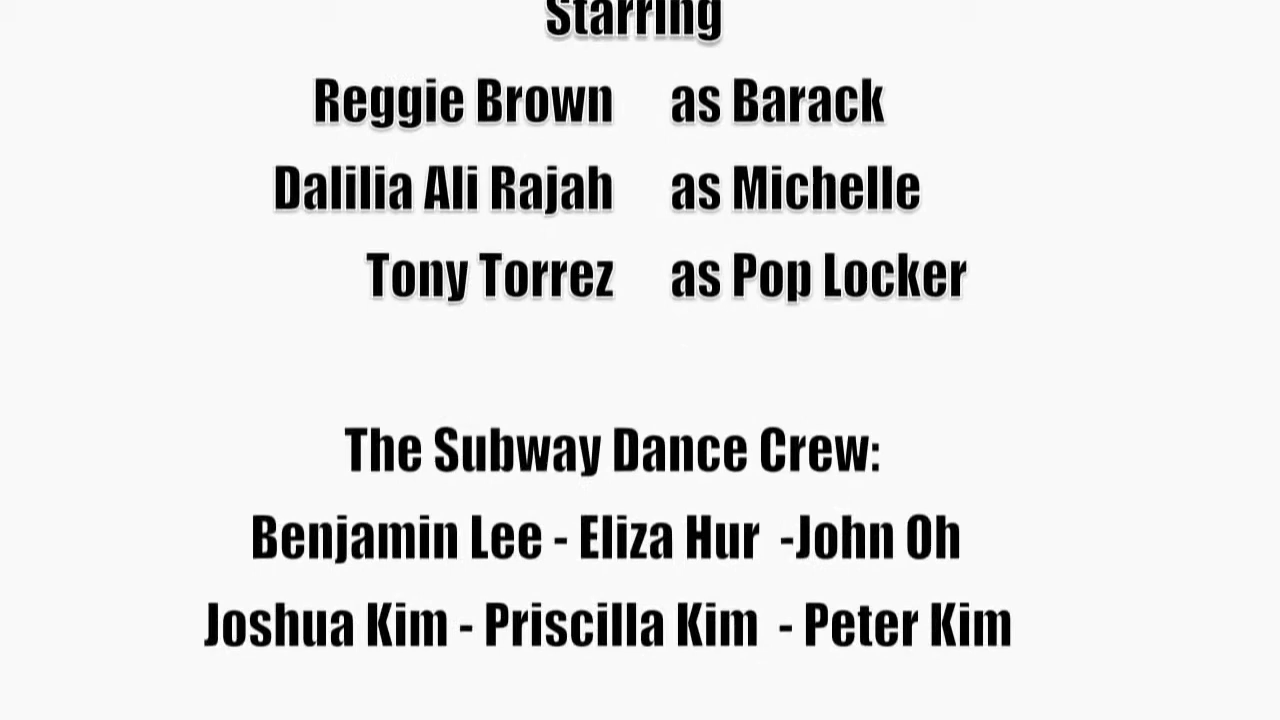 Starring
Reggie Brown as Barack
Dalilia Ali Rajah as Michelle
Tony Torrez as Pop Locker
The Subway Dance Crew:
Benjamin Lee - Eliza Hur -John Oh
Joshua Kim - Priscilla Kim - Peter Kim